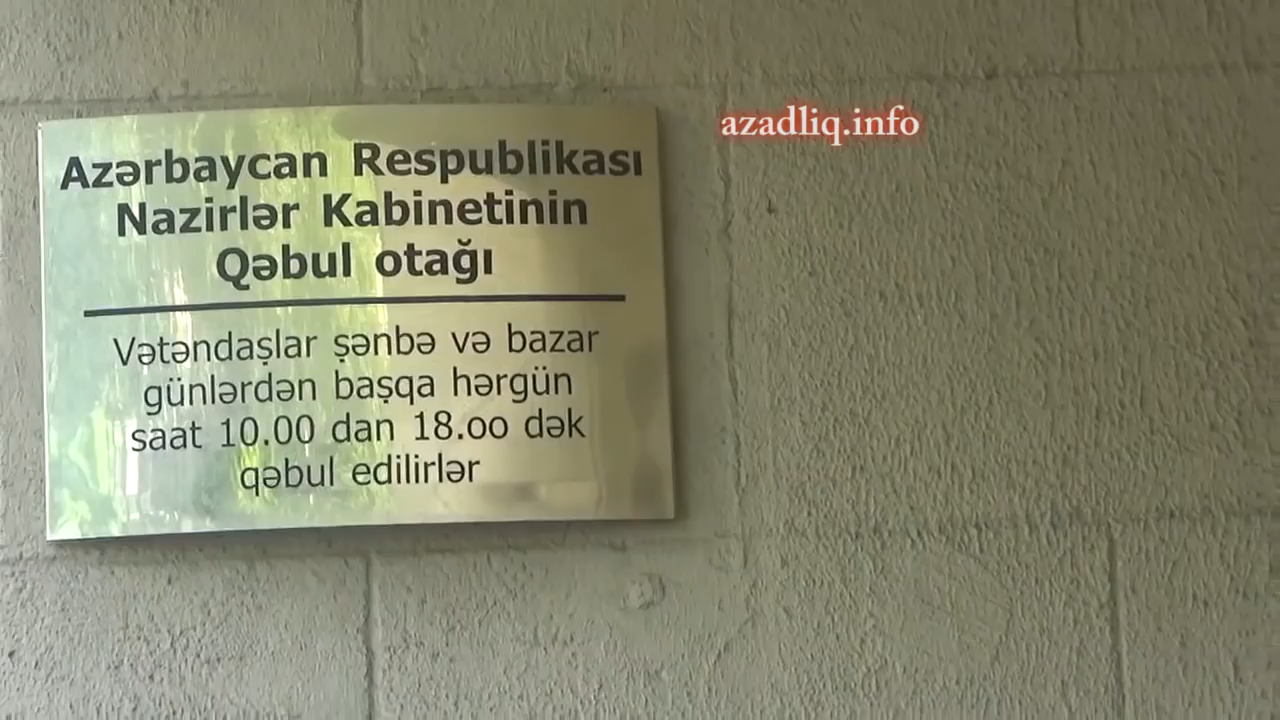 azadliq.info
Azərbaycan Respublikası
Nazirlər Kabinetinin
Qəbul otağı
Vətəndaşlar şənbə və bazar
günlərdən başqa hərgün
saat 10.00 dan 18.oo dək
qəbul edilirlər